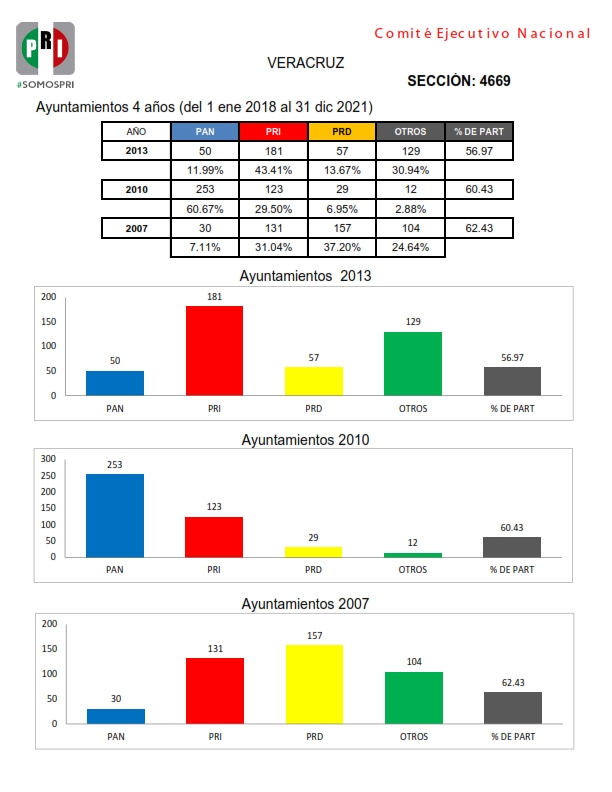 Comité Ejecutivo Nacional
PRI
#SOMOSPRI
VERACRUZ
SECCIÓN: 4669
Ayuntamientos 4 años (del 1 ene 2018 al 31 dic 2021)
AÑO PAN PRI PRD OTROS % DE PART
2013 50 181 57 129 56.97
11.99% 43.41% 13.67% 30.94%
2010 253 123 29 12 60.43
60.67% 29.50% 6.95% 2.88%
2007 30 131 157 104 62.43
7.11% 31.04% 37.20% 24.64%
Ayuntamientos 2013
200
150
100
50
0
50 181 57 129 56.97
PAN PRI PRD OTROS % DE PART
Ayuntamientos 2010
300
250
200
150
100
50
0
253 123 29 12 60.43
PAN PRI PRD OTROS % DE PART
Ayuntamientos 2007
200
150
100
50
0
30 131 157 104 62.43
PAN PRI PRD OTROS % DE PART